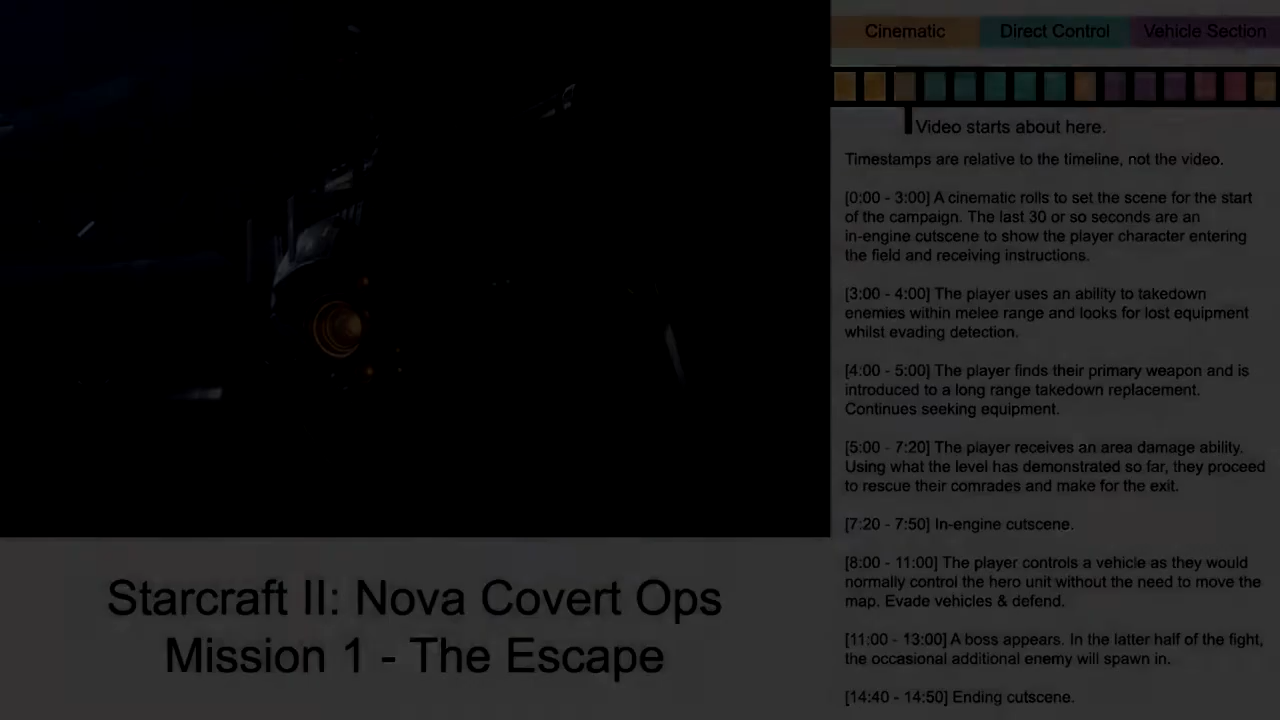 Cinematic
Direct Control
Vehicle Section
Video starts about here.
Timestamps are relative to the timeline, not the video.
[0:00 - 3:00] A cinematic rolls to set the scene for the start
of the campaign. The last 30 or so seconds are an
in-engine cutscene to show the player character entering
the field and receiving instructions.
[3:00 - 4:00] The player uses an ability to takedown
enemies within melee range and looks for lost equipment
whilst evading detection.
[4:00 - 5:00] The player finds their primary weapon and is
introduced to a long range takedown replacement.
Continues seeking equipment.
[5:00 - 7:20] The player receives an area damage ability.
Using what the level has demonstrated so far, they proceed
to rescue their comrades and make for the exit.
[7:20 - 7:50] In-engine cutscene.
[8:00 - 11:00] The player controls a vehicle as they would
normally control the hero unit without the need to move the
map. Evade vehicles & defend.
[11:00 - 13:00] A boss appears. In the latter half of the fight,
the occasional additional enemy will spawn in.
[14:40 - 14:50] Ending cutscene.
Starcraft II: Nova Covert Ops
Mission 1 - The Escape